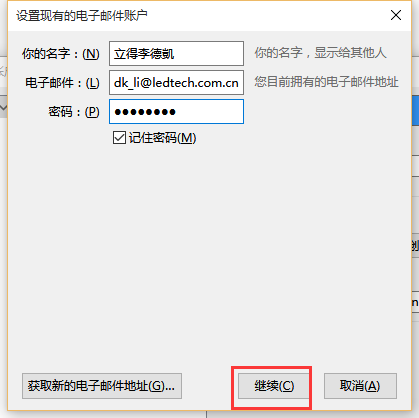 设置现有的电子邮件账户
你的名字：(N) 立得李德凱 你的名字，显示给其他人
电子邮件：(L) dk_li@ledtech.com.cn 您目前拥有的电子邮件地址
密码：(P) ●●●●●●●●
记住密码(M)
获取新的电子邮件地址(G)... 继续(C) 取消(A)